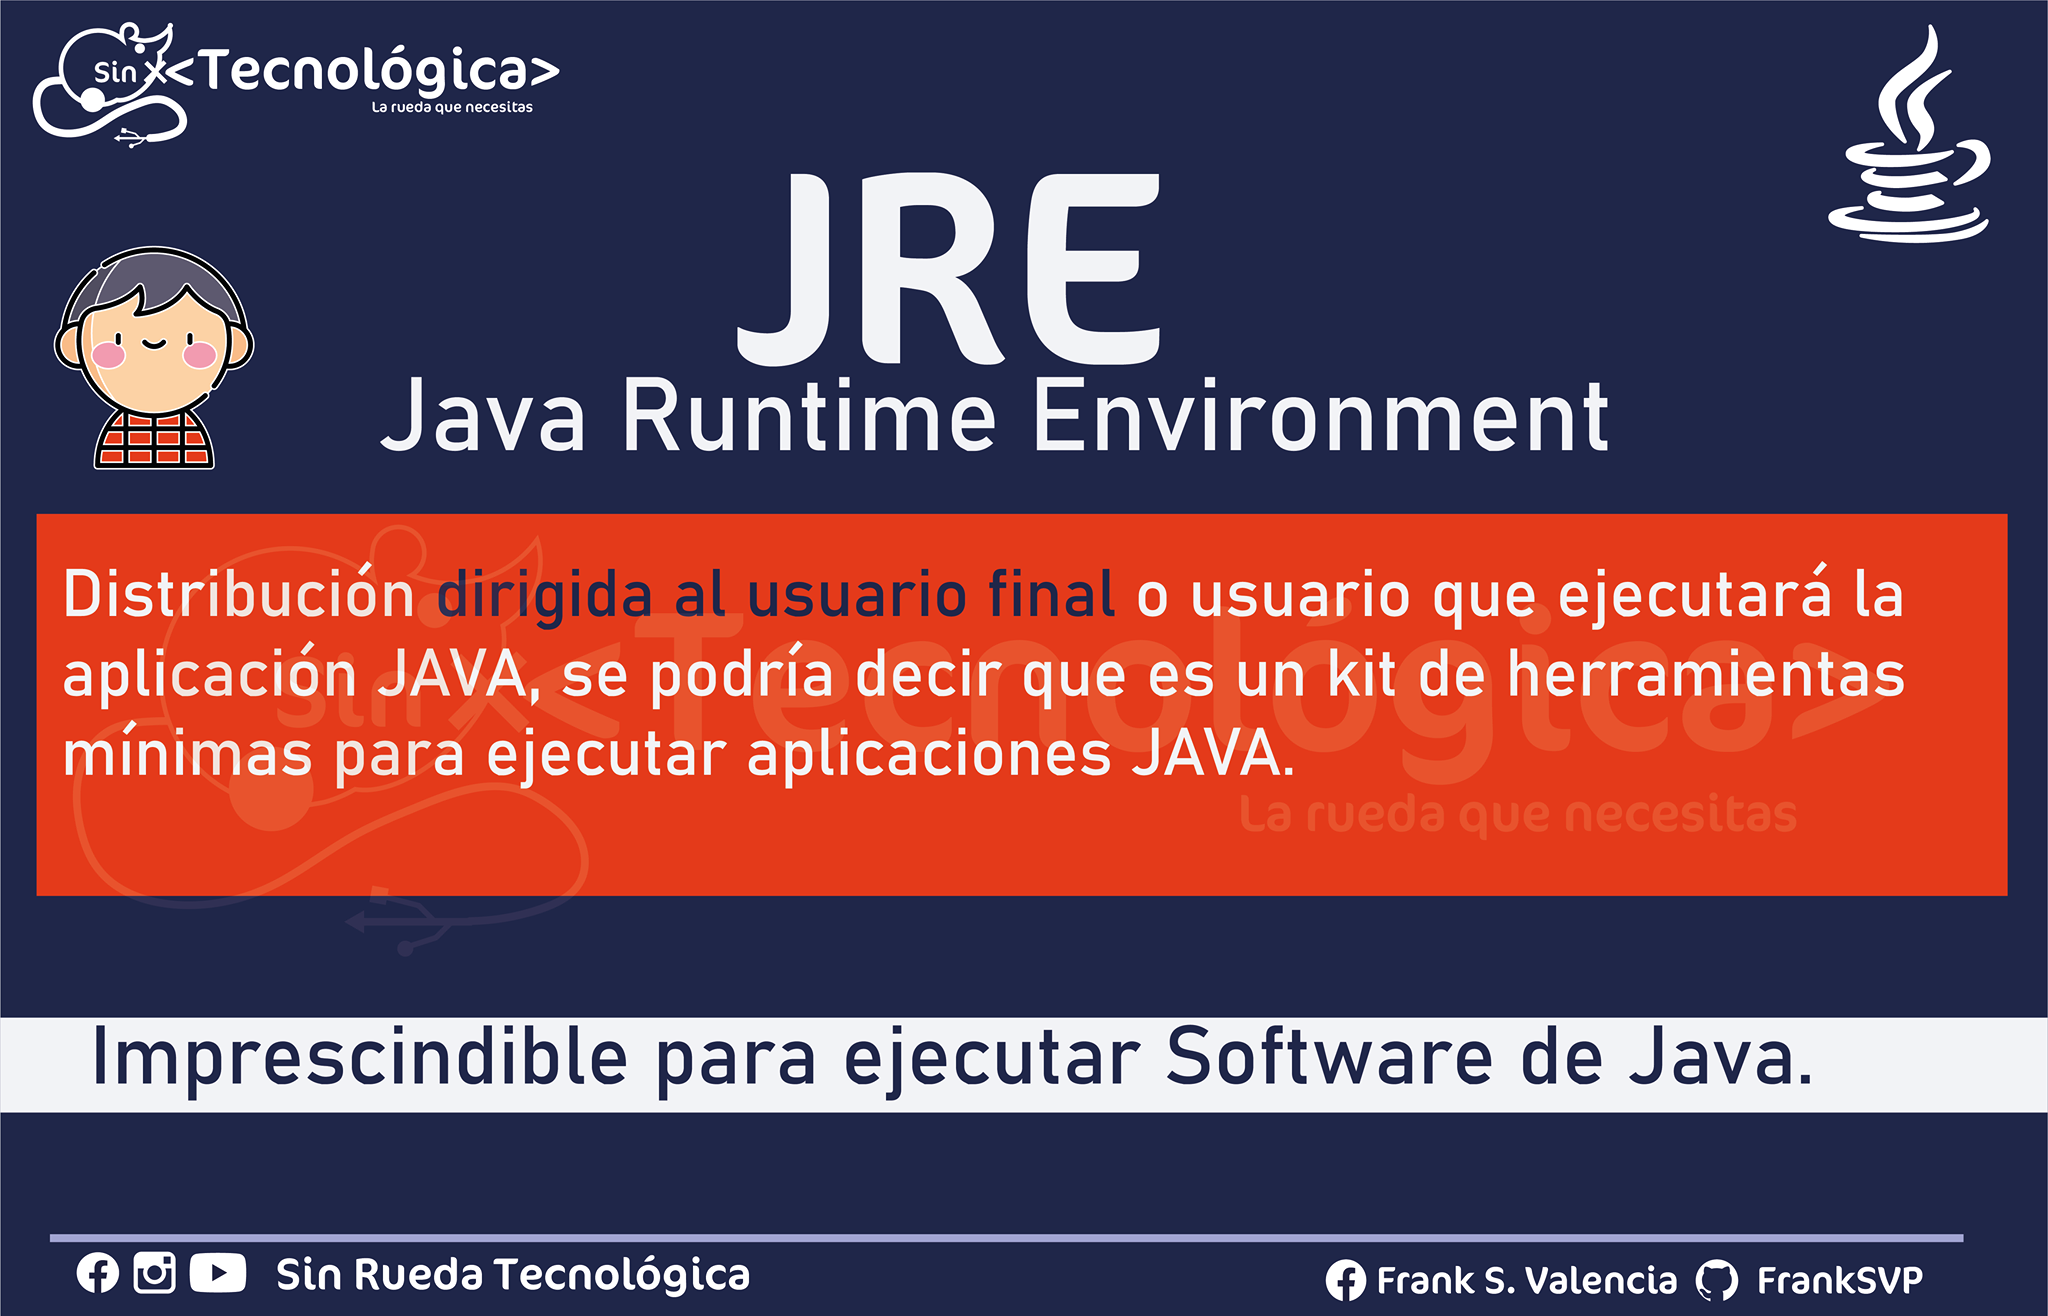 Sin <Tecnológica>
La rueda que necesitas
JRE
Java Runtime Environment
Distribución dirigida al usuario final o usuario que ejecutará la
aplicación JAVA, se podría decir que es un kit de herramientas
mínimas para ejecutar aplicaciones JAVA.
Sin <Tecnológica>
La rueda que necesitas
Imprescindible para ejecutar Software de Java.
Sin Rueda Tecnológica
Frank S. Valencia FrankSVP